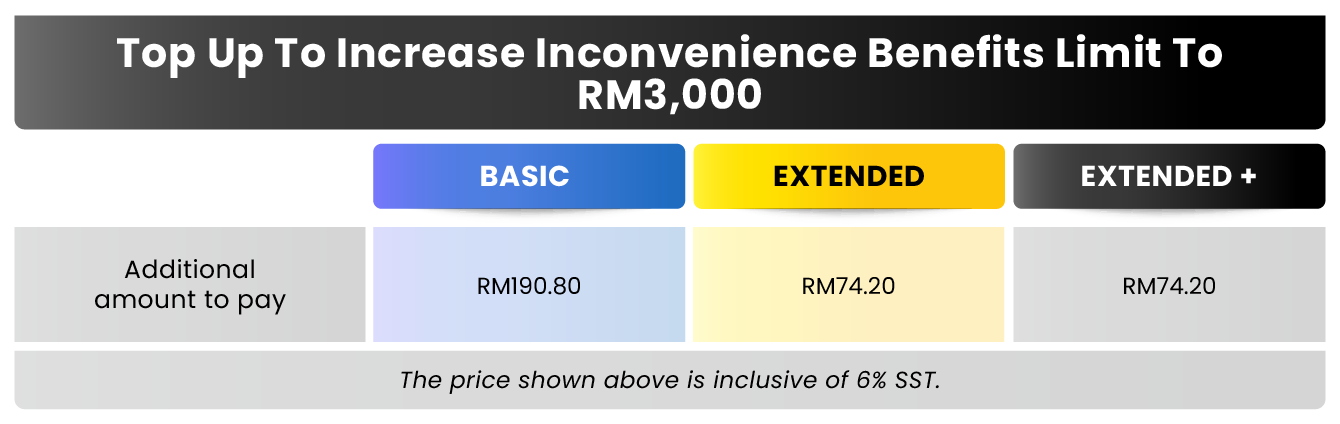 Top Up To Increase Inconvenience Benefits Limit To
RM3,000
BASIC
EXTENDED
EXTENDED +
Additional
amount to pay
RM190.80
RM74.20
RM74.20
The price shown above is inclusive of 6% SST.